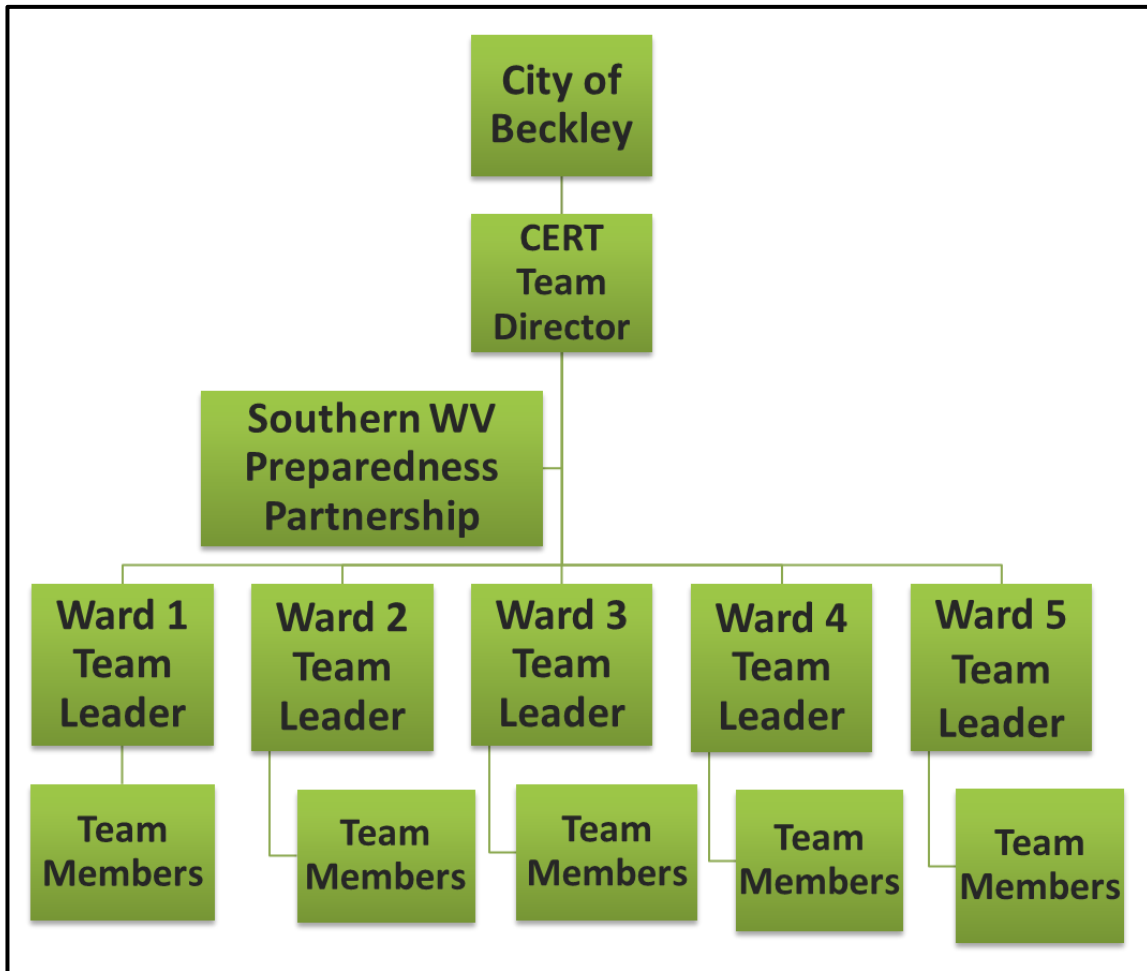 City of
Beckley
CERT
Team
Director
Southern WV
Preparedness
Partnership
Ward 1
Team
Leader
Ward 2
Team
Leader
Ward 3
Team
Leader
Ward 4
Team
Leader
Ward 5
Team
Leader
Team
Members
Team
Members
Team
Members
Team
Members
Team
Members